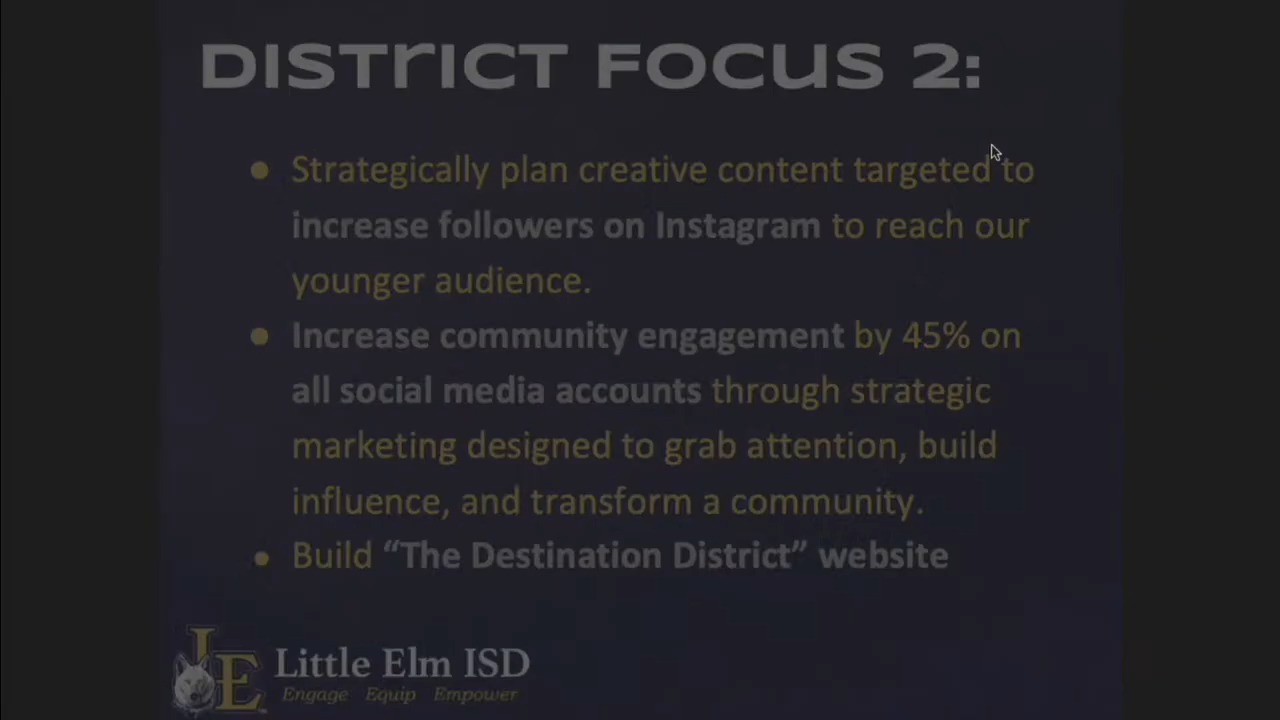 DISTRICT FOCUS 2:
• Strategically plan creative content targeted to
increase followers on Instagram to reach our
younger audience.
• Increase community engagement by 45% on
all social media accounts through strategic
marketing designed to grab attention, build
influence, and transform a community.
• Build “The Destination District” website
LE
Little Elm ISD
Engage Equip Empower